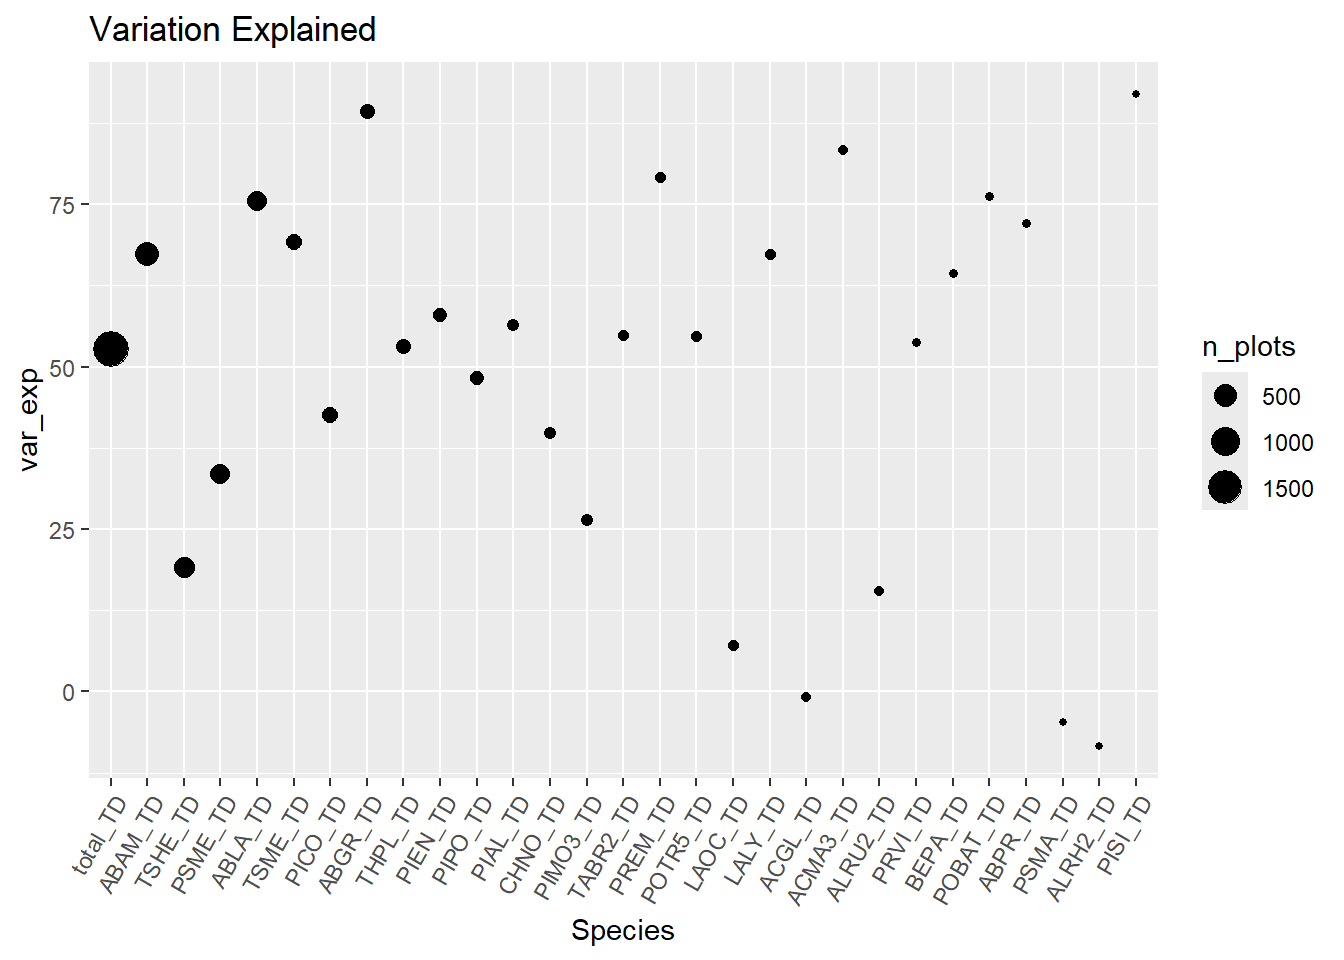 Variation Explained
75
50
25
0
var_exp
total_TD
ABAM_TD
TSHE_TD
PSME_TD
ABLA_TD
TSME_TD
PICO_TD
ABGR_TD
THPL_TD
PIEN_TD
PIPO_TD
PIAL_TD
CHNO_TD
PIMO3_TD
TABR2_TD
PREM_TD
POTR5_TD
LAOC_TD
LALY_TD
ACGL_TD
ACMA3_TD
ALRU2_TD
PRVI_TD
BEPA_TD
POBAT_TD
ABPR_TD
PSMA_TD
ALRH2_TD
PISI_TD
Species
n_plots
500
1000
1500